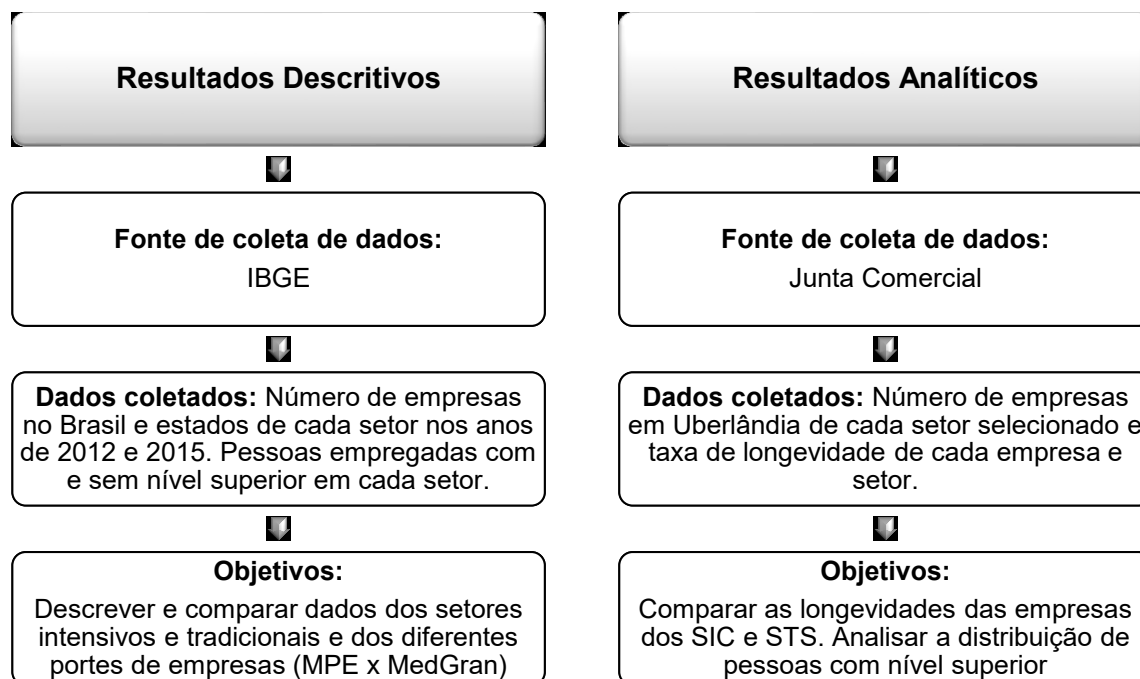 Resultados Descritivos
Fonte de coleta de dados:
IBGE
Dados coletados: Número de empresas
no Brasil e estados de cada setor nos anos
de 2012 e 2015. Pessoas empregadas com
e sem nível superior em cada setor.
Objetivos:
Descrever e comparar dados dos setores
intensivos e tradicionais e dos diferentes
portes de empresas (MPE x MedGran)
Resultados Analíticos
Fonte de coleta de dados:
Junta Comercial
Dados coletados: Número de empresas
em Uberlândia de cada setor selecionado e
taxa de longevidade de cada empresa e
setor.
Objetivos:
Comparar as longevidades das empresas
dos SIC e STS. Analisar a distribuição de
pessoas com nível superior